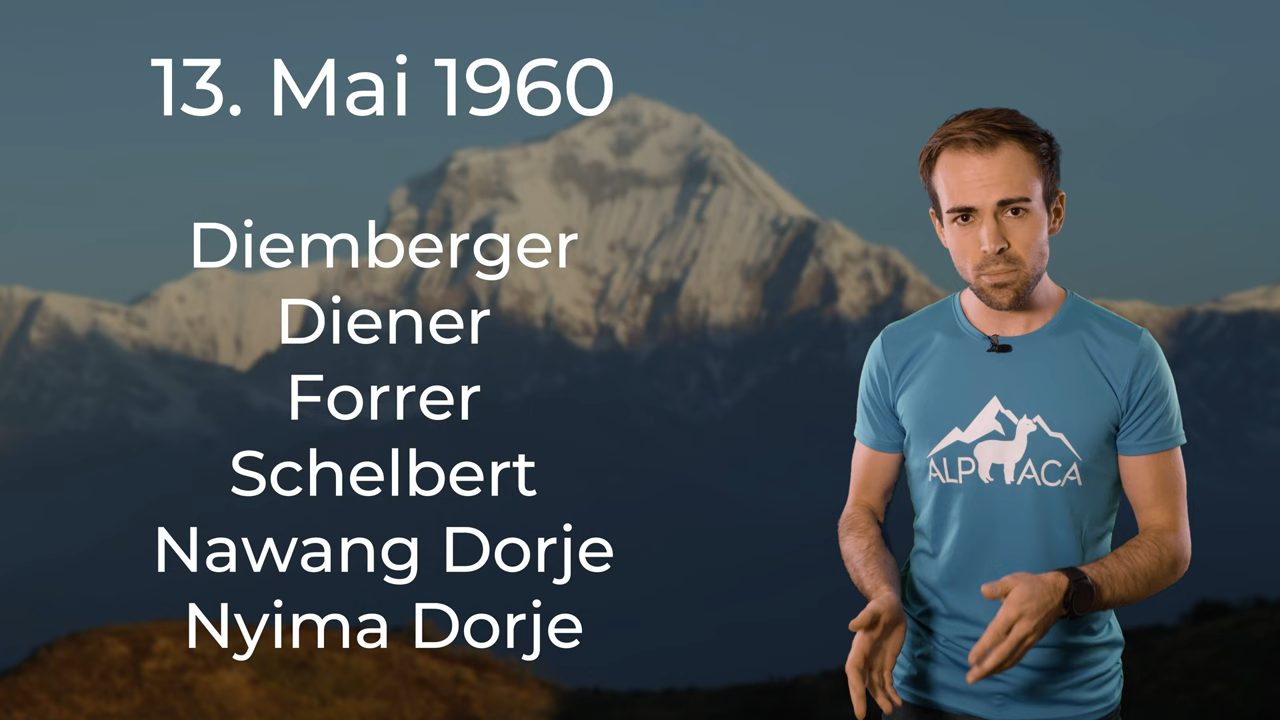 13. Mai 1960
Diemberger
Diener
Forrer
Schelbert
Nawang Dorje
Nyima Dorje
ALPACA